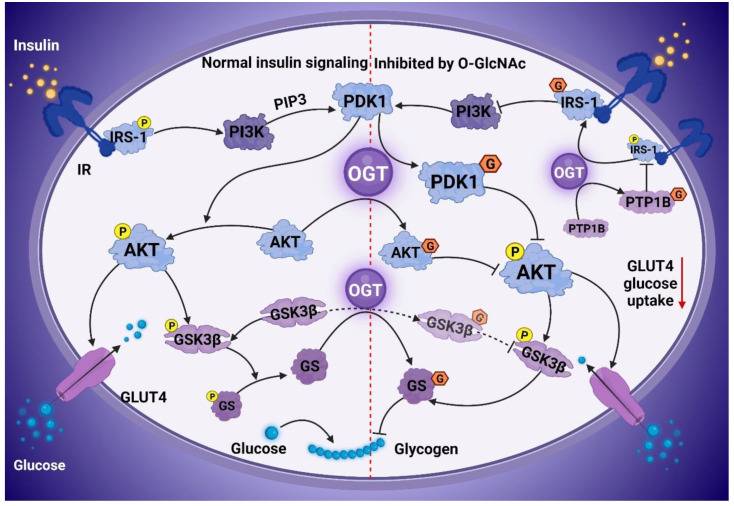 Insulin
Normal insulin signaling
Inhibited by O-GlcNAc
IRS-1
P
IR
PI3K
PIP3
PDK1
PI3K
G
IRS-1
P
IRS-1
OGT
PTP1B
PTP1B
G
OGT
PDK1
G
P
AKT
AKT
AKT
G
P
AKT
GLUT4
glucose
uptake
OGT
P
GSK3β
GSK3β
GSK3β
G
P
GSK3β
P
GS
GS
GS
G
GLUT4
Glucose
Glucose
Glycogen